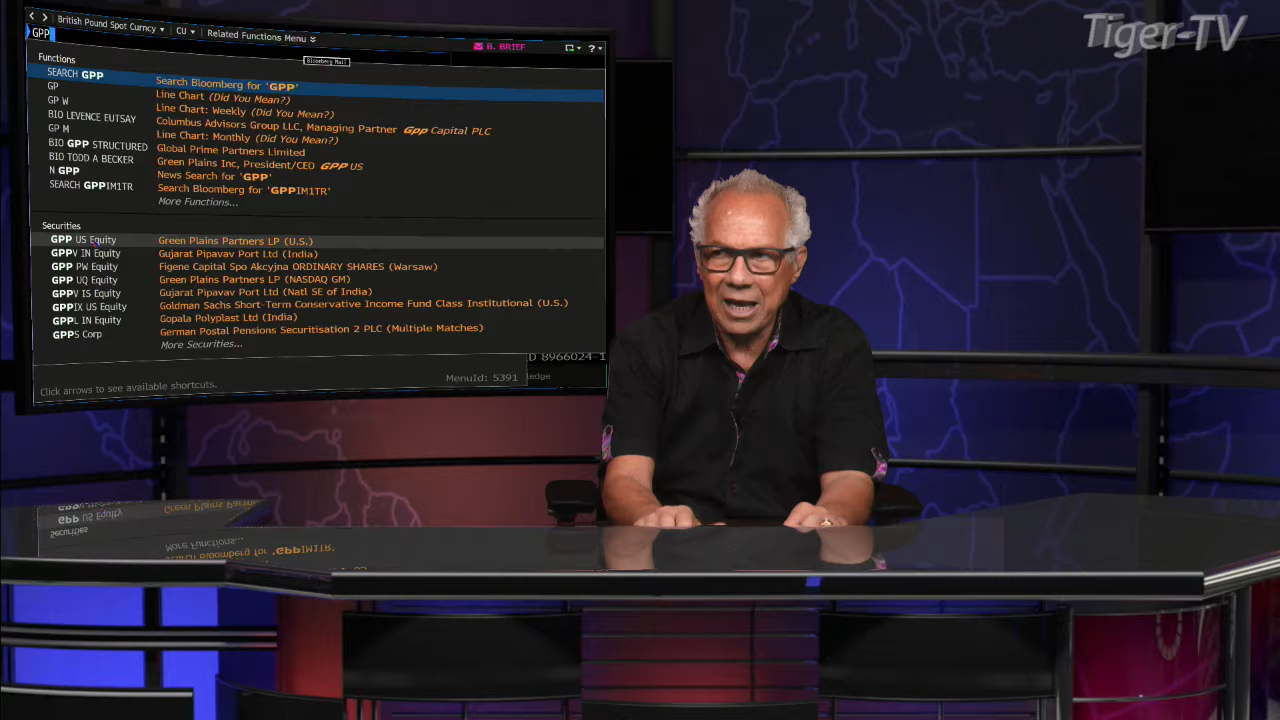 Tiger-TV
British Pound Spot Curncy CU Related Functions Menu
GPP
B. BRIEF
?
Bloomberg Mail
Functions
SEARCH GPP Search Bloomberg for 'GPP'
GP Line Chart (Did You Mean?)
GP W Line Chart: Weekly (Did You Mean?)
BIO LEVENCE EUTSAY Columbus Advisors Group LLC, Managing Partner Gpp Capital PLC
GP M Line Chart: Monthly (Did You Mean?)
BIO GPP STRUCTURED Global Prime Partners Limited
BIO TODD A BECKER Green Plains Inc, President/CEO GPP US
N GPP News Search for 'GPP'
SEARCH GPPIM1TR Search Bloomberg for 'GPPIM1TR'
More Functions...
Securities
GPP US Equity Green Plains Partners LP (U.S.)
GPPV IN Equity Gujarat Pipavav Port Ltd (India)
GPP PW Equity Figene Capital Spo Akcyjna ORDINARY SHARES (Warsaw)
GPP UQ Equity Green Plains Partners LP (NASDAQ GM)
GPPV IS Equity Gujarat Pipavav Port Ltd (Natl SE of India)
GPPIX US Equity Goldman Sachs Short-Term Conservative Income Fund Class Institutional (U.S.)
GPPL IN Equity Gopala Polyplast Ltd (India)
GPPS Corp German Postal Pensions Securitisation 2 PLC (Multiple Matches)
More Securities...
D 8966024-1
Click arrows to see available shortcuts. MenuId: 5391 ledge